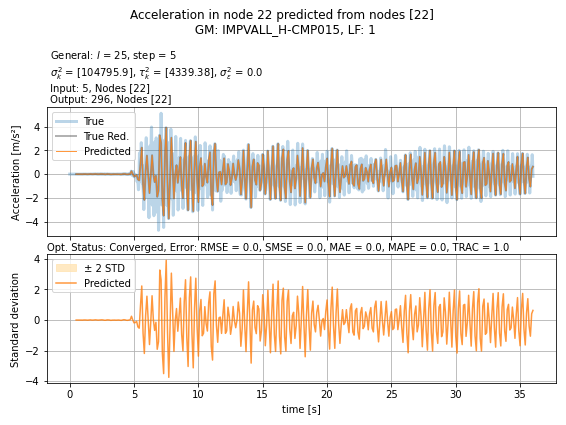 Acceleration in node 22 predicted from nodes [22]
GM: IMPVALL_H-CMP015, LF: 1
General: l = 25, step = 5
σ²ₖ = [104795.9], τ²ₖ = [4339.38], σ²_ε = 0.0
Input: 5, Nodes [22]
Output: 296, Nodes [22]
True
True Red.
Predicted
Acceleration [m/s²]
4
2
0
−2
−4
Opt. Status: Converged, Error: RMSE = 0.0, SMSE = 0.0, MAE = 0.0, MAPE = 0.0, TRAC = 1.0
± 2 STD
Predicted
Standard deviation
4
2
0
−2
−4
0 5 10 15 20 25 30 35
time [s]